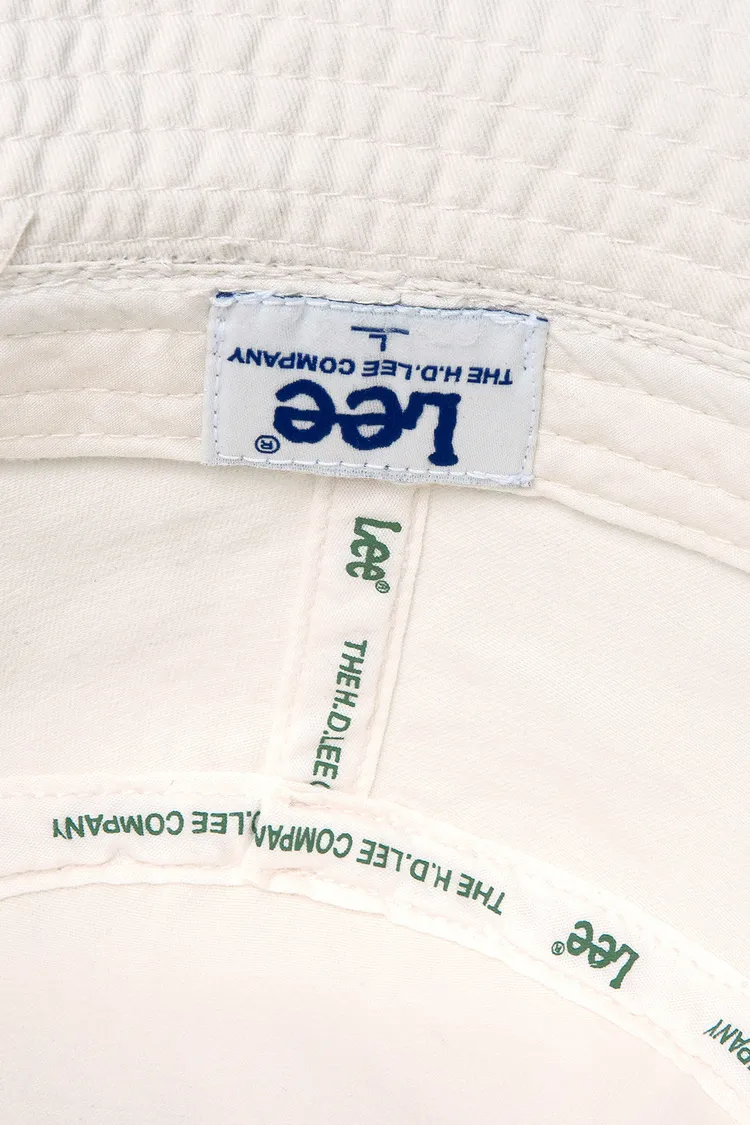 Lee®
THE H.D.LEE COMPANY
L
Lee®
THE H.D.LEE
.LEE COMPANY
THE H.D.LEE COMPAN
Lee®